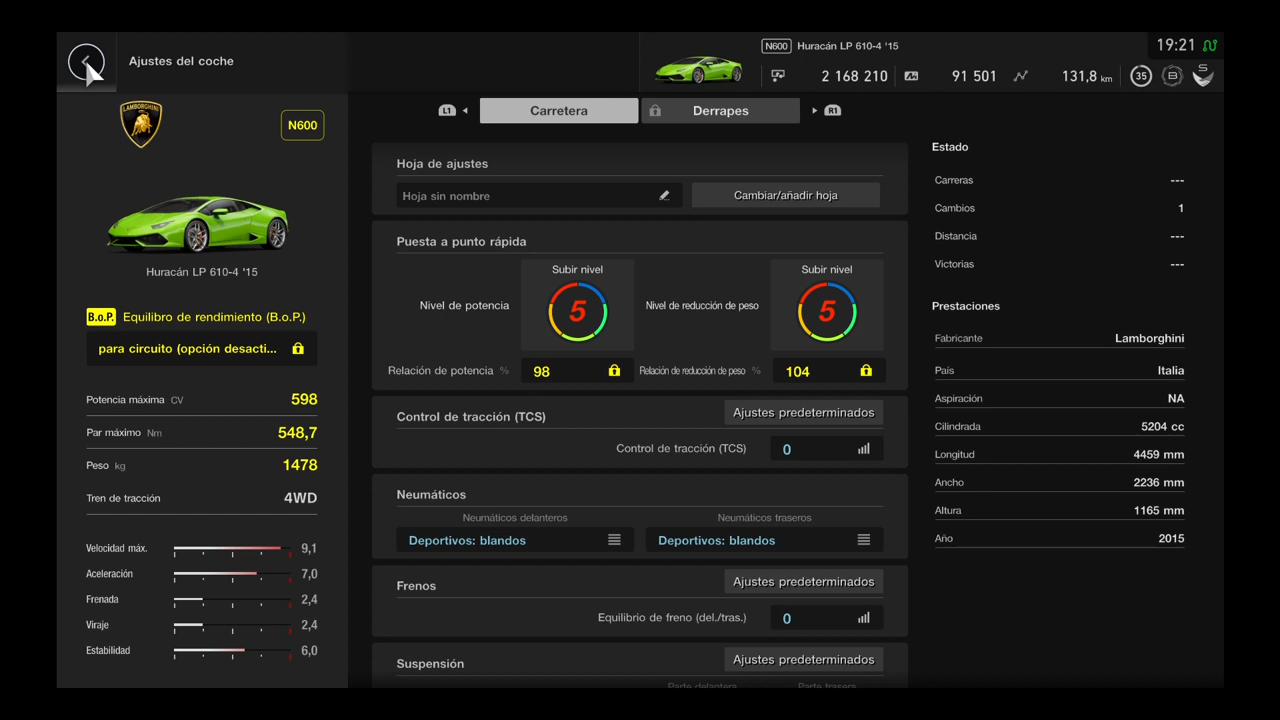 Ajustes del coche
N600 Huracán LP 610-4 '15
19:21
2 168 210
91 501
131,8 km
35
B
S
LAMBORGHINI
N600
Huracán LP 610-4 '15
B.o.P. Equilibro de rendimiento (B.o.P.)
para circuito (opción desacti...
Potencia máxima CV 598
Par máximo Nm 548,7
Peso kg 1478
Tren de tracción 4WD
Velocidad máx. 9,1
Aceleración 7,0
Frenada 2,4
Viraje 2,4
Estabilidad 6,0
L1 Carretera Derrapes R1
Hoja de ajustes
Hoja sin nombre Cambiar/añadir hoja
Puesta a punto rápida
Subir nivel Subir nivel
Nivel de potencia 5 Nivel de reducción de peso 5
Relación de potencia % 98 Relación de reducción de peso % 104
Control de tracción (TCS) Ajustes predeterminados
Control de tracción (TCS) 0
Neumáticos
Neumáticos delanteros Neumáticos traseros
Deportivos: blandos Deportivos: blandos
Frenos Ajustes predeterminados
Equilibrio de freno (del./tras.) 0
Suspensión Ajustes predeterminados
Parte delantera Parte trasera
Estado
Carreras ---
Cambios 1
Distancia ---
Victorias ---
Prestaciones
Fabricante Lamborghini
País Italia
Aspiración NA
Cilindrada 5204 cc
Longitud 4459 mm
Ancho 2236 mm
Altura 1165 mm
Año 2015